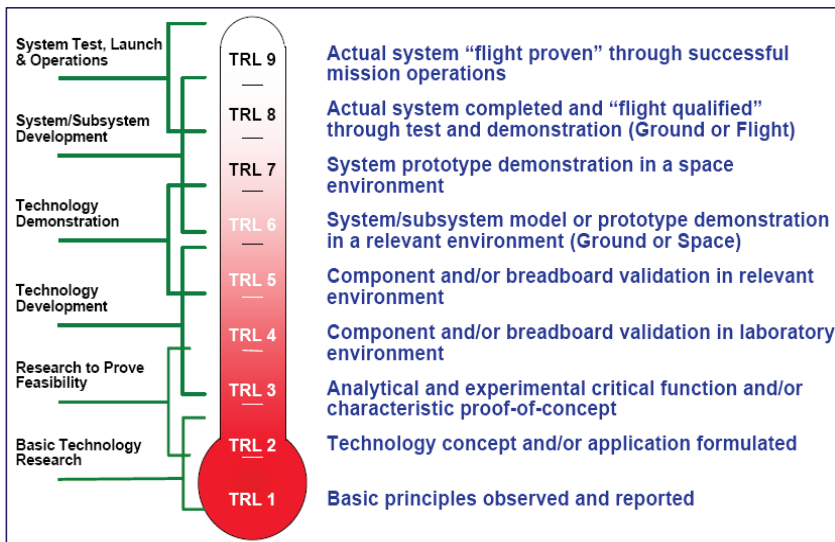 System Test, Launch
& Operations
System/Subsystem
Development
Technology
Demonstration
Technology
Development
Research to Prove
Feasibility
Basic Technology
Research
TRL 9
TRL 8
TRL 7
TRL 6
TRL 5
TRL 4
TRL 3
TRL 2
TRL 1
Actual system “flight proven” through successful
mission operations
Actual system completed and “flight qualified”
through test and demonstration (Ground or Flight)
System prototype demonstration in a space
environment
System/subsystem model or prototype demonstration
in a relevant environment (Ground or Space)
Component and/or breadboard validation in relevant
environment
Component and/or breadboard validation in laboratory
environment
Analytical and experimental critical function and/or
characteristic proof-of-concept
Technology concept and/or application formulated
Basic principles observed and reported